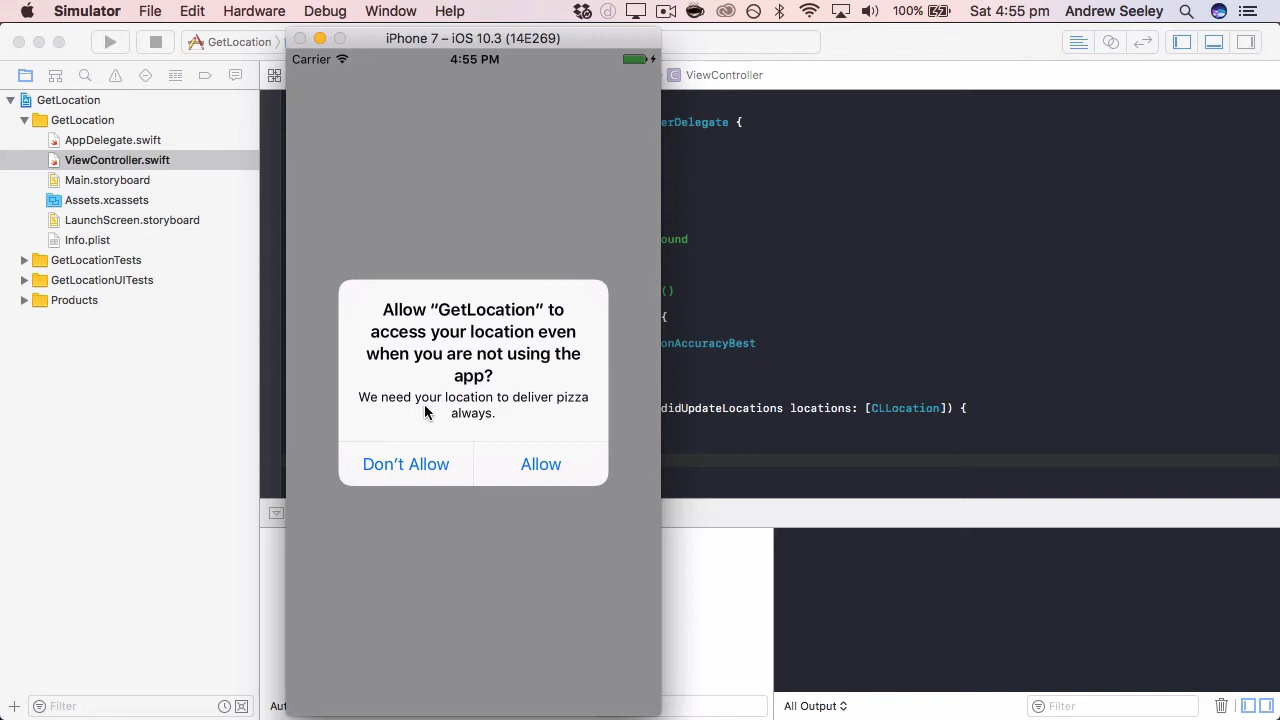 Simulator File Edit Hardware Debug Window Help 100% Sat 4:55 pm Andrew Seeley
GetLocation
iPhone 7 – iOS 10.3 (14E269)
Carrier 4:55 PM
C ViewController
GetLocation
GetLocation
AppDelegate.swift
ViewController.swift
Main.storyboard
Assets.xcassets
LaunchScreen.storyboard
Info.plist
GetLocationTests
GetLocationUITests
Products
Allow “GetLocation” to
access your location even
when you are not using the
app?
We need your location to deliver pizza
always.
Don’t Allow Allow
erDelegate {
ound
()
{
onAccuracyBest
didUpdateLocations locations: [CLLocation]) {
Filter
Aut
All Output
Filter